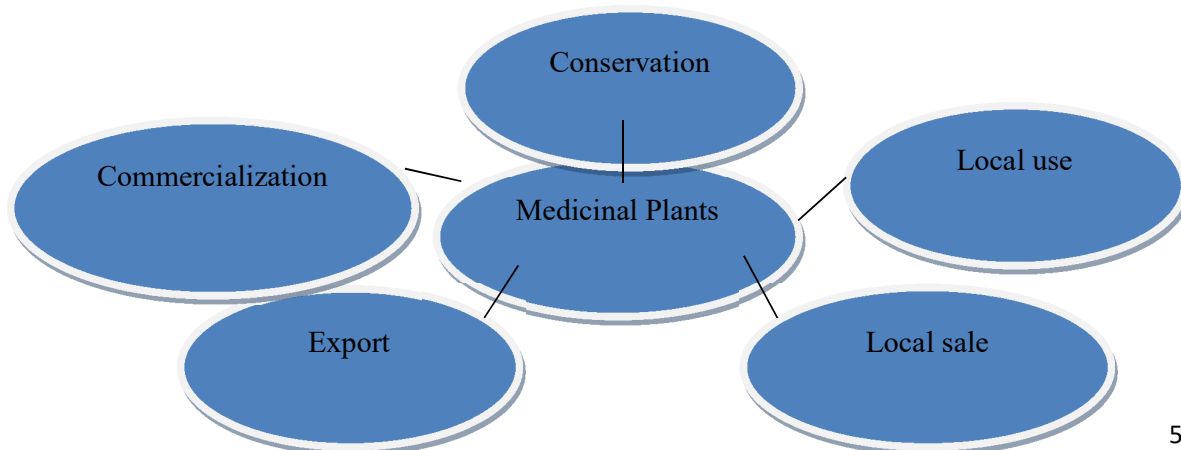 Conservation
Commercialization
Local use
Medicinal Plants
Export
Local sale
5